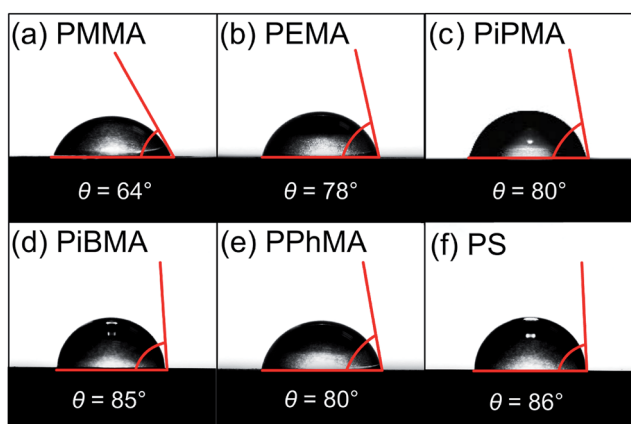 (a) PMMA
(b) PEMA
(c) PiPMA
θ = 64°
θ = 78°
θ = 80°
(d) PiBMA
(e) PPhMA
(f) PS
θ = 85°
θ = 80°
θ = 86°